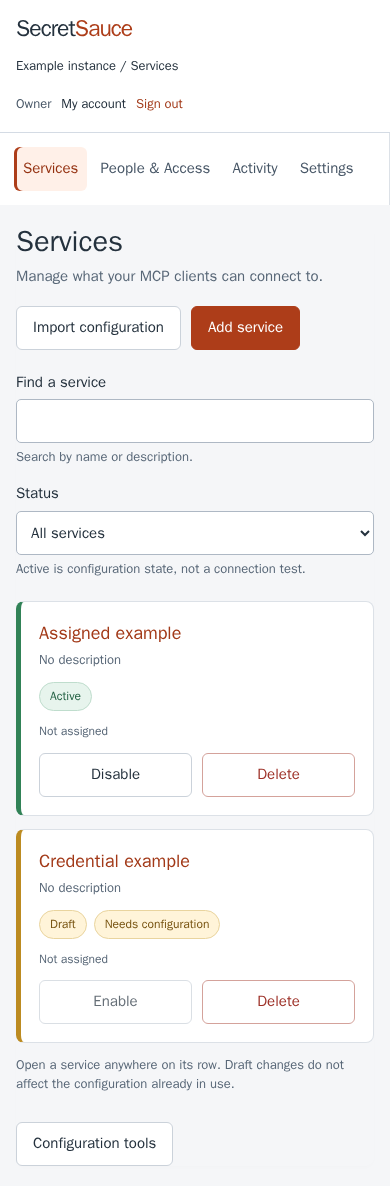 SecretSauce
Example instance / Services
Owner My account Sign out
Services People & Access Activity Settings
Services
Manage what your MCP clients can connect to.
Import configuration Add service
Find a service
Search by name or description.
Status
All services
Active is configuration state, not a connection test.
Assigned example
No description
Active
Not assigned
Disable Delete
Credential example
No description
Draft Needs configuration
Not assigned
Enable Delete
Open a service anywhere on its row. Draft changes do not
affect the configuration already in use.
Configuration tools